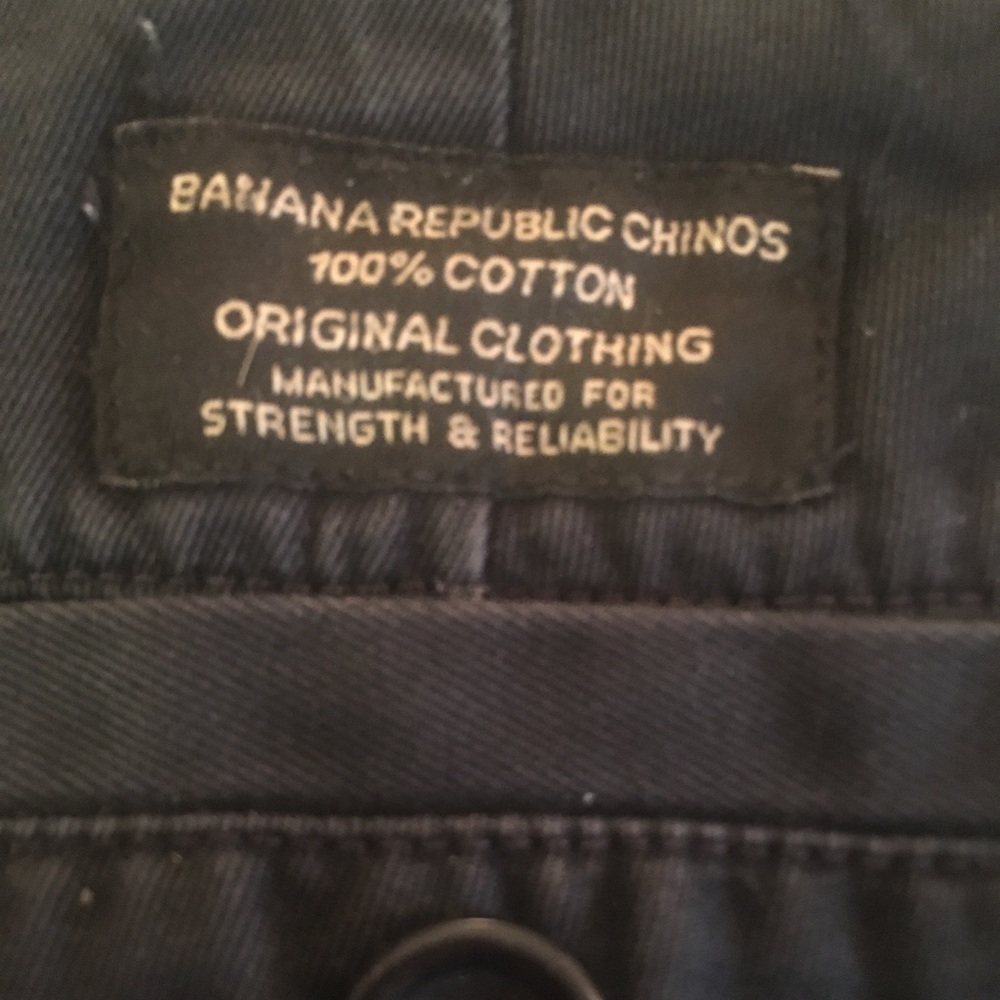 BANANA REPUBLIC CHINOS
100% COTTON
ORIGINAL CLOTHING
MANUFACTURED FOR
STRENGTH & RELIABILITY